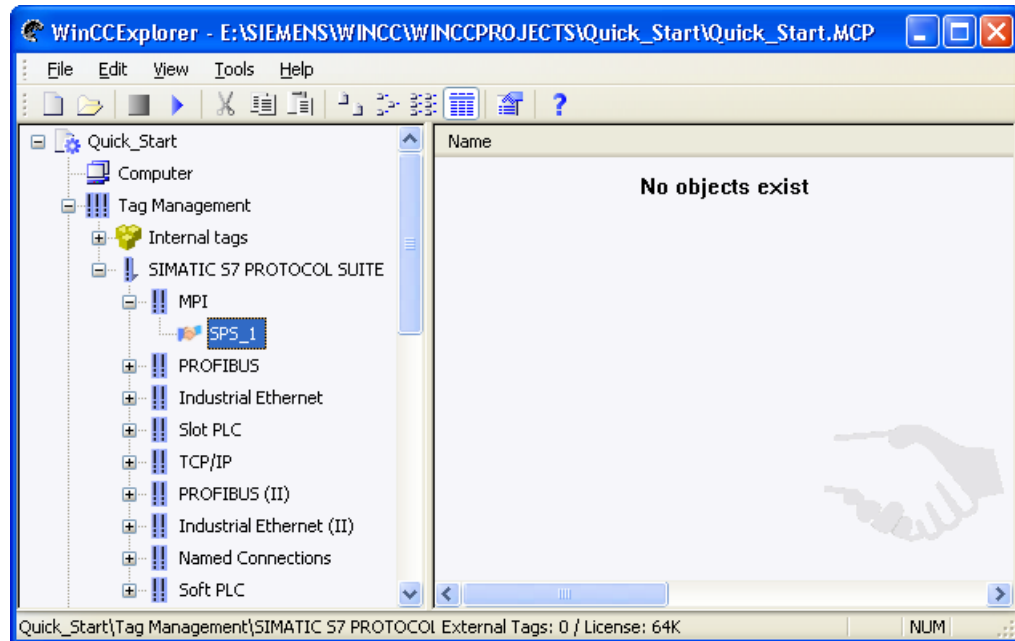 WinCCExplorer - E:\SIEMENS\WINCC\WINCCPROJECTS\Quick_Start\Quick_Start.MCP
File Edit View Tools Help
Quick_Start
Computer
Tag Management
Internal tags
SIMATIC S7 PROTOCOL SUITE
MPI
SPS_1
PROFIBUS
Industrial Ethernet
Slot PLC
TCP/IP
PROFIBUS (II)
Industrial Ethernet (II)
Named Connections
Soft PLC
Name
No objects exist
Quick_Start\Tag Management\SIMATIC S7 PROTOCOL External Tags: 0 / License: 64K NUM